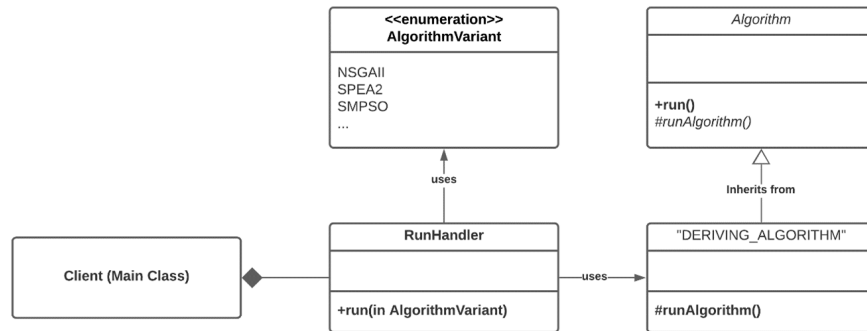 <<enumeration>>
AlgorithmVariant
NSGAII
SPEA2
SMPSO
...
Algorithm
+run()
#runAlgorithm()
uses
Inherits from
Client (Main Class)
RunHandler
+run(in AlgorithmVariant)
uses
"DERIVING_ALGORITHM"
#runAlgorithm()